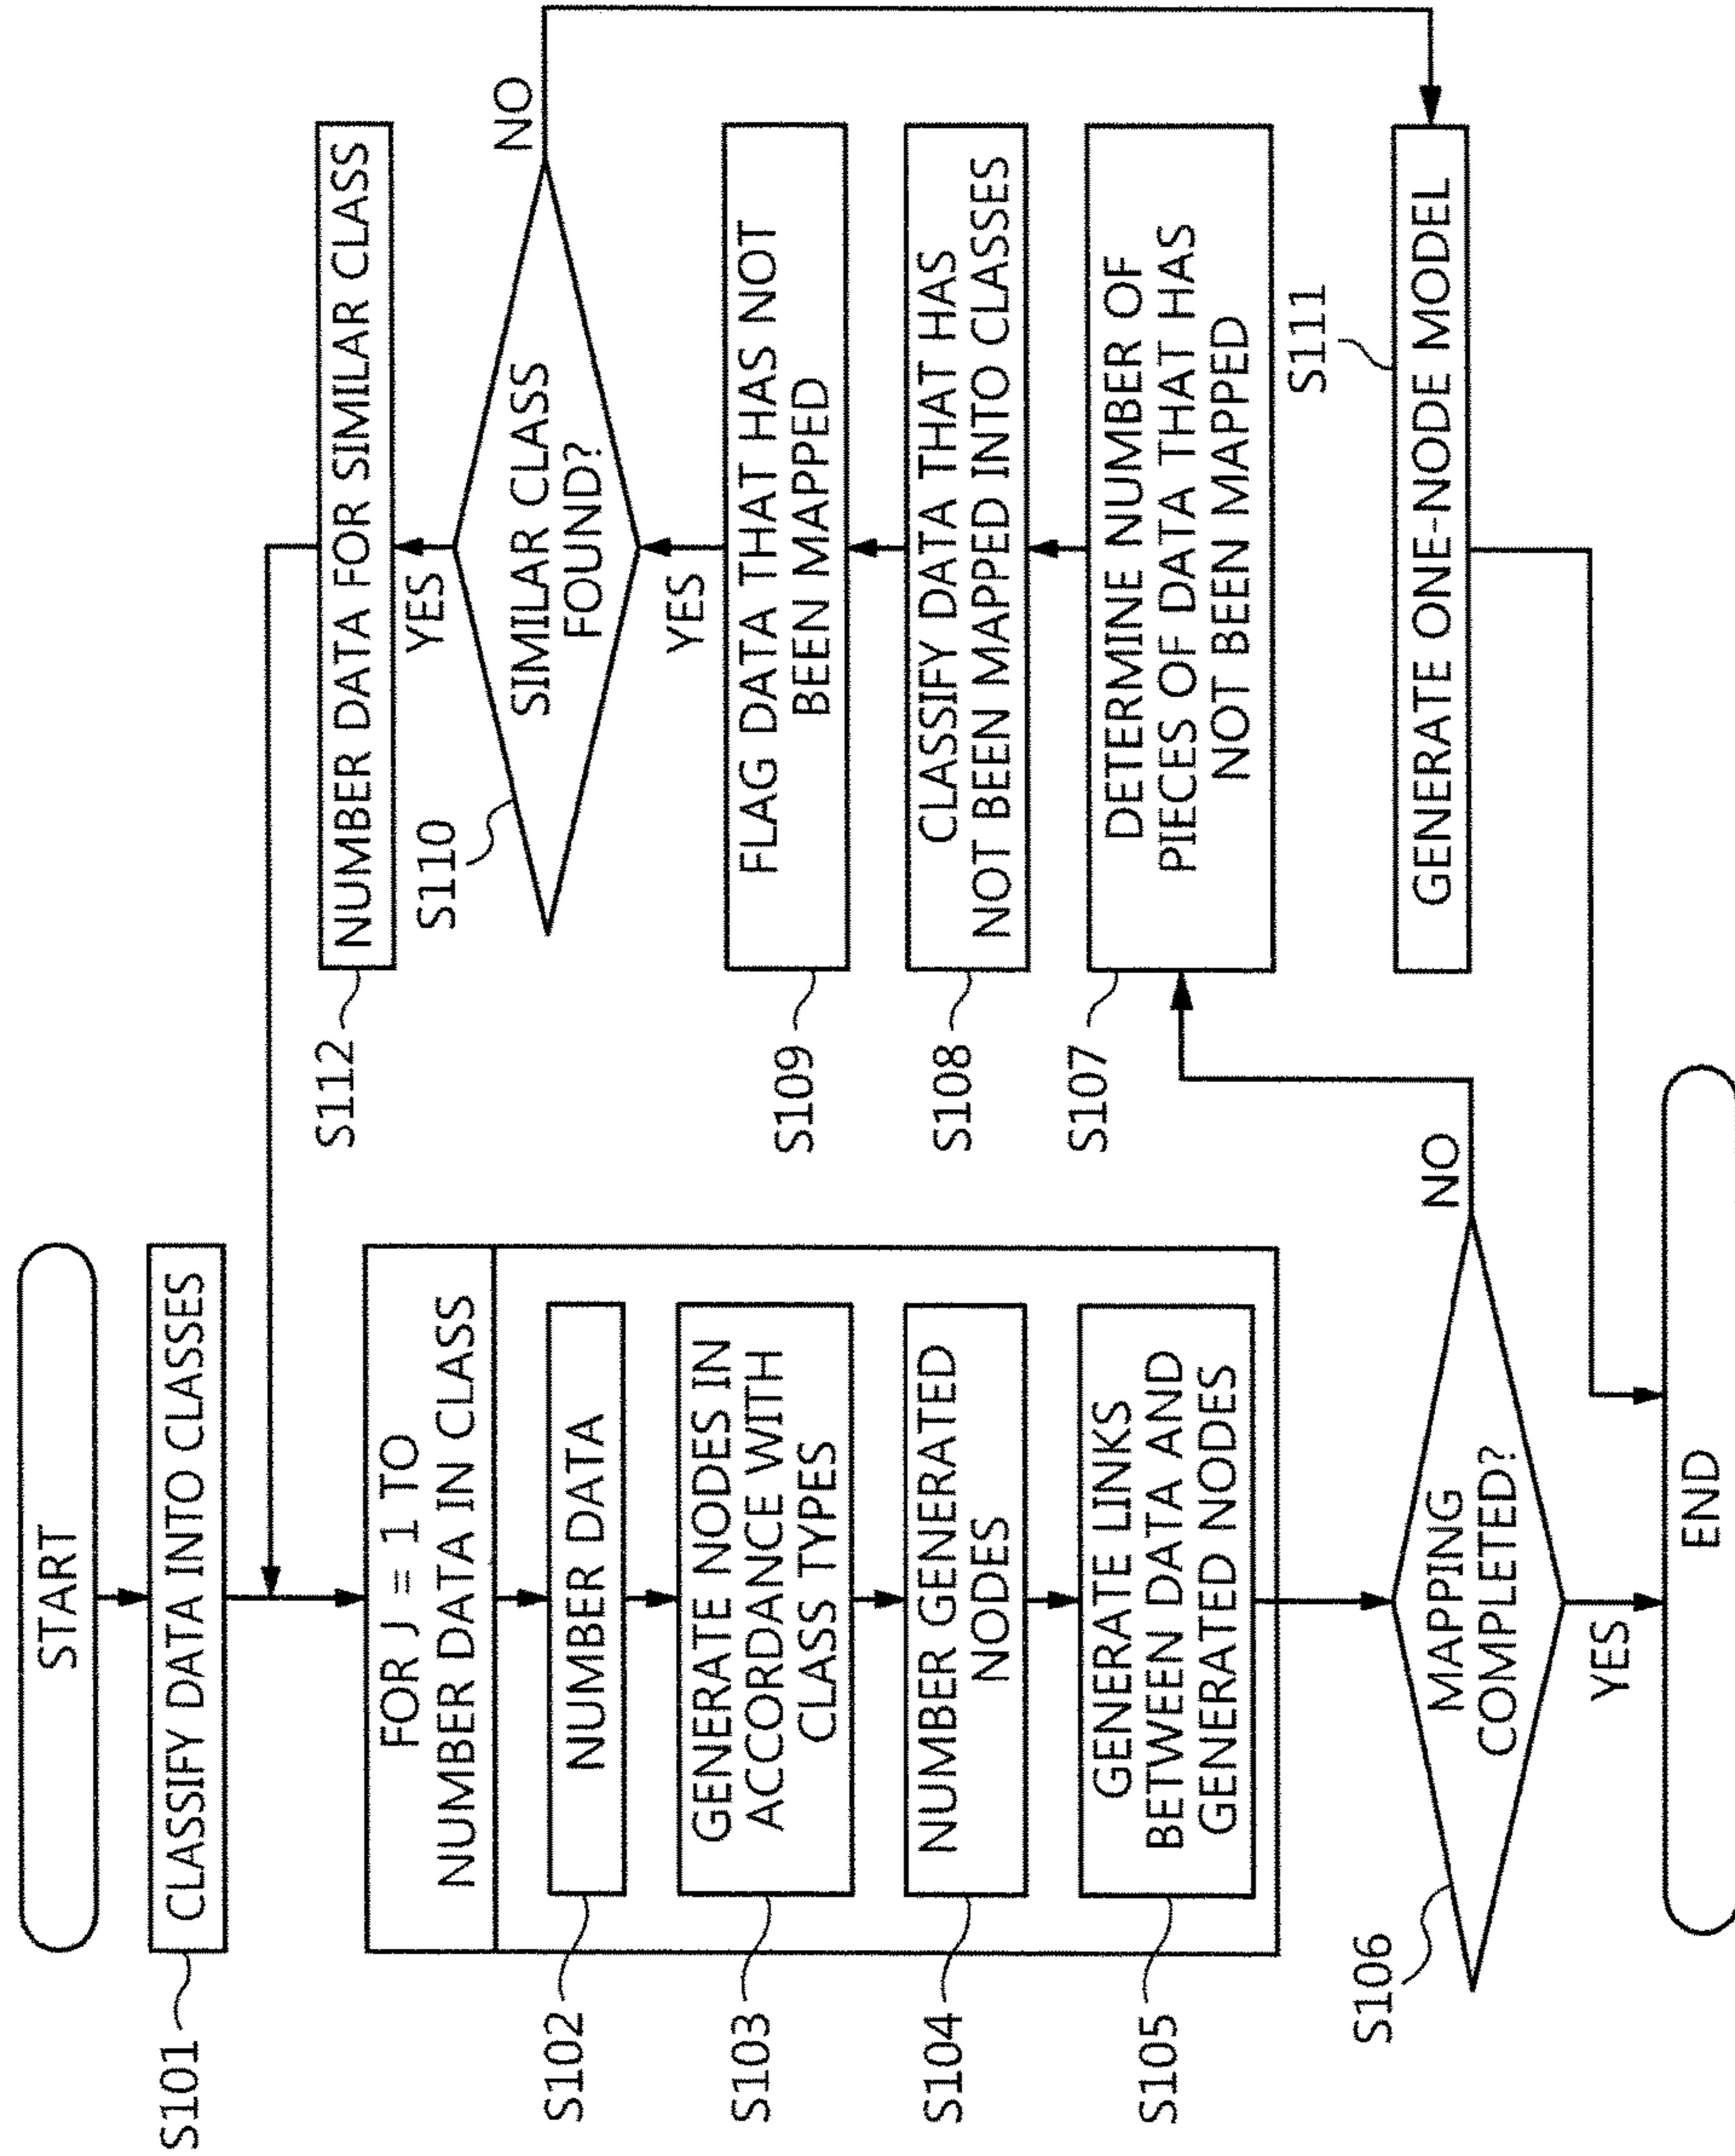 START
S101
CLASSIFY DATA INTO CLASSES
FOR J = 1 TO
NUMBER DATA IN CLASS
S102
NUMBER DATA
S103
GENERATE NODES IN
ACCORDANCE WITH
CLASS TYPES
S104
NUMBER GENERATED
NODES
S105
GENERATE LINKS
BETWEEN DATA AND
GENERATED NODES
S106
MAPPING
COMPLETED?
NO
YES
END
S112
NUMBER DATA FOR SIMILAR CLASS
YES
S110
SIMILAR CLASS
FOUND?
NO
YES
S109
FLAG DATA THAT HAS NOT
BEEN MAPPED
S108
CLASSIFY DATA THAT HAS
NOT BEEN MAPPED INTO CLASSES
S107
DETERMINE NUMBER OF
PIECES OF DATA THAT HAS
NOT BEEN MAPPED
S111
GENERATE ONE-NODE MODEL